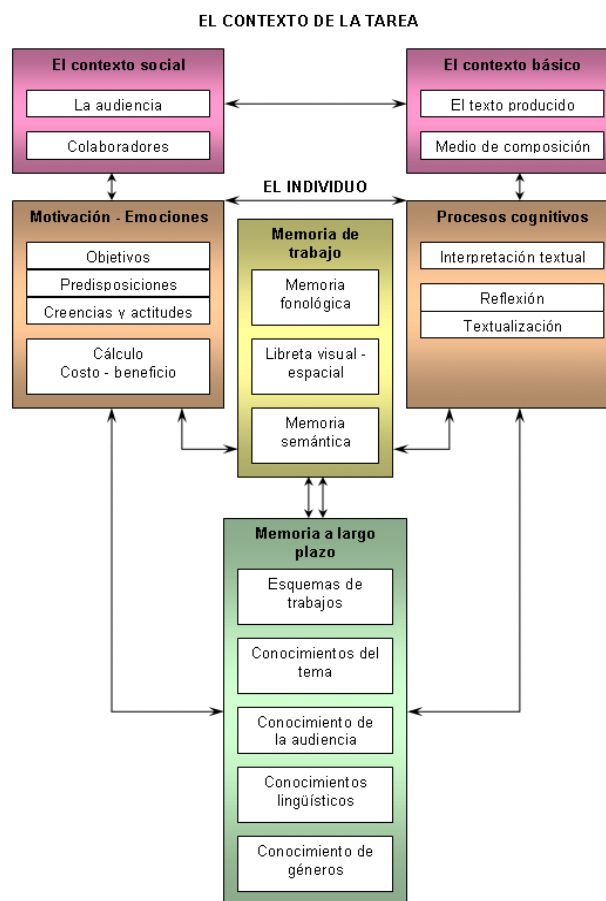 EL CONTEXTO DE LA TAREA
El contexto social
La audiencia
Colaboradores
El contexto básico
El texto producido
Medio de composición
EL INDIVIDUO
Motivación - Emociones
Objetivos
Predisposiciones
Creencias y actitudes
Cálculo
Costo - beneficio
Memoria de
trabajo
Memoria
fonológica
Libreta visual -
espacial
Memoria
semántica
Procesos cognitivos
Interpretación textual
Reflexión
Textualización
Memoria a largo
plazo
Esquemas de
trabajos
Conocimientos del
tema
Conocimiento de
la audiencia
Conocimientos
lingüísticos
Conocimiento de
géneros